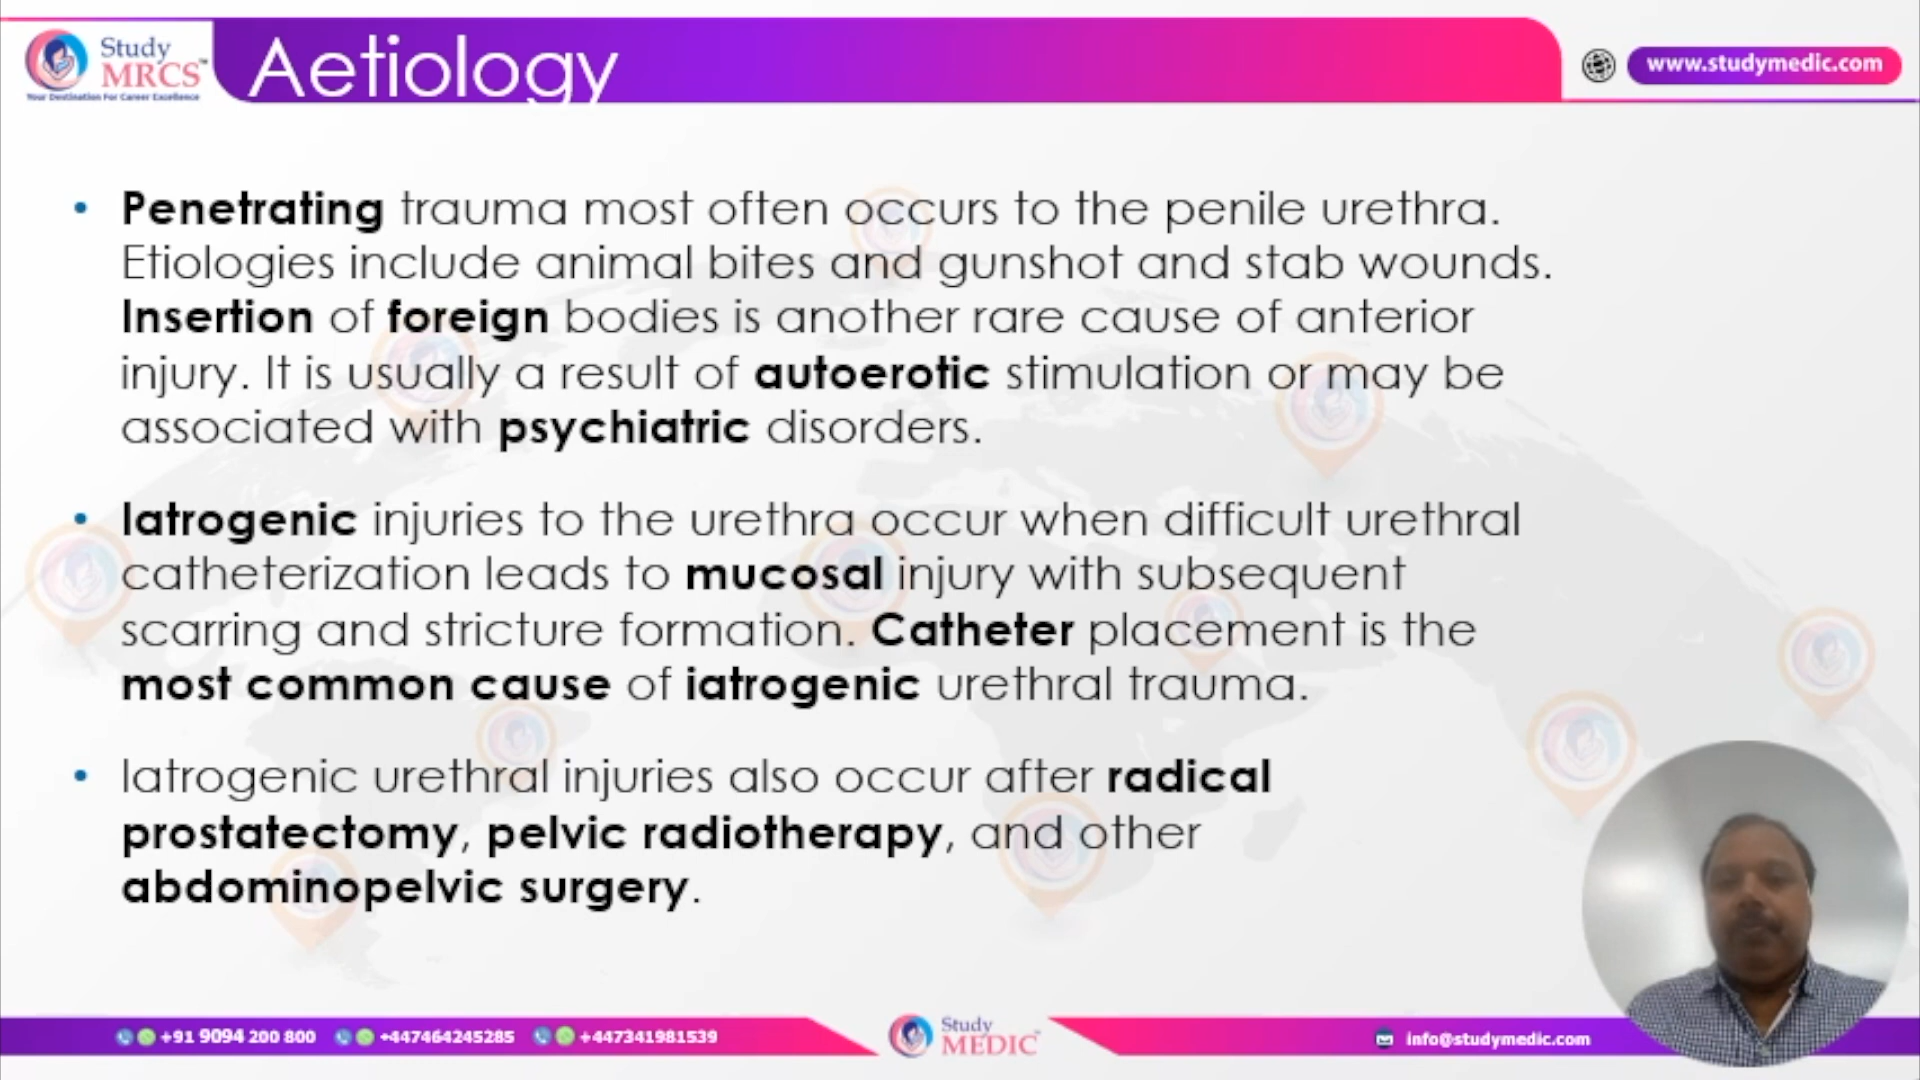 Study
MRCS™
Your Destination For Career Excellence
Aetiology
www.studymedic.com
• Penetrating trauma most often occurs to the penile urethra.
Etiologies include animal bites and gunshot and stab wounds.
Insertion of foreign bodies is another rare cause of anterior
injury. It is usually a result of autoerotic stimulation or may be
associated with psychiatric disorders.
• Iatrogenic injuries to the urethra occur when difficult urethral
catheterization leads to mucosal injury with subsequent
scarring and stricture formation. Catheter placement is the
most common cause of iatrogenic urethral trauma.
• Iatrogenic urethral injuries also occur after radical
prostatectomy, pelvic radiotherapy, and other
abdominopelvic surgery.
+91 9094 200 800 +447464245285 +447341981539
Study
MEDIC™
info@studymedic.com